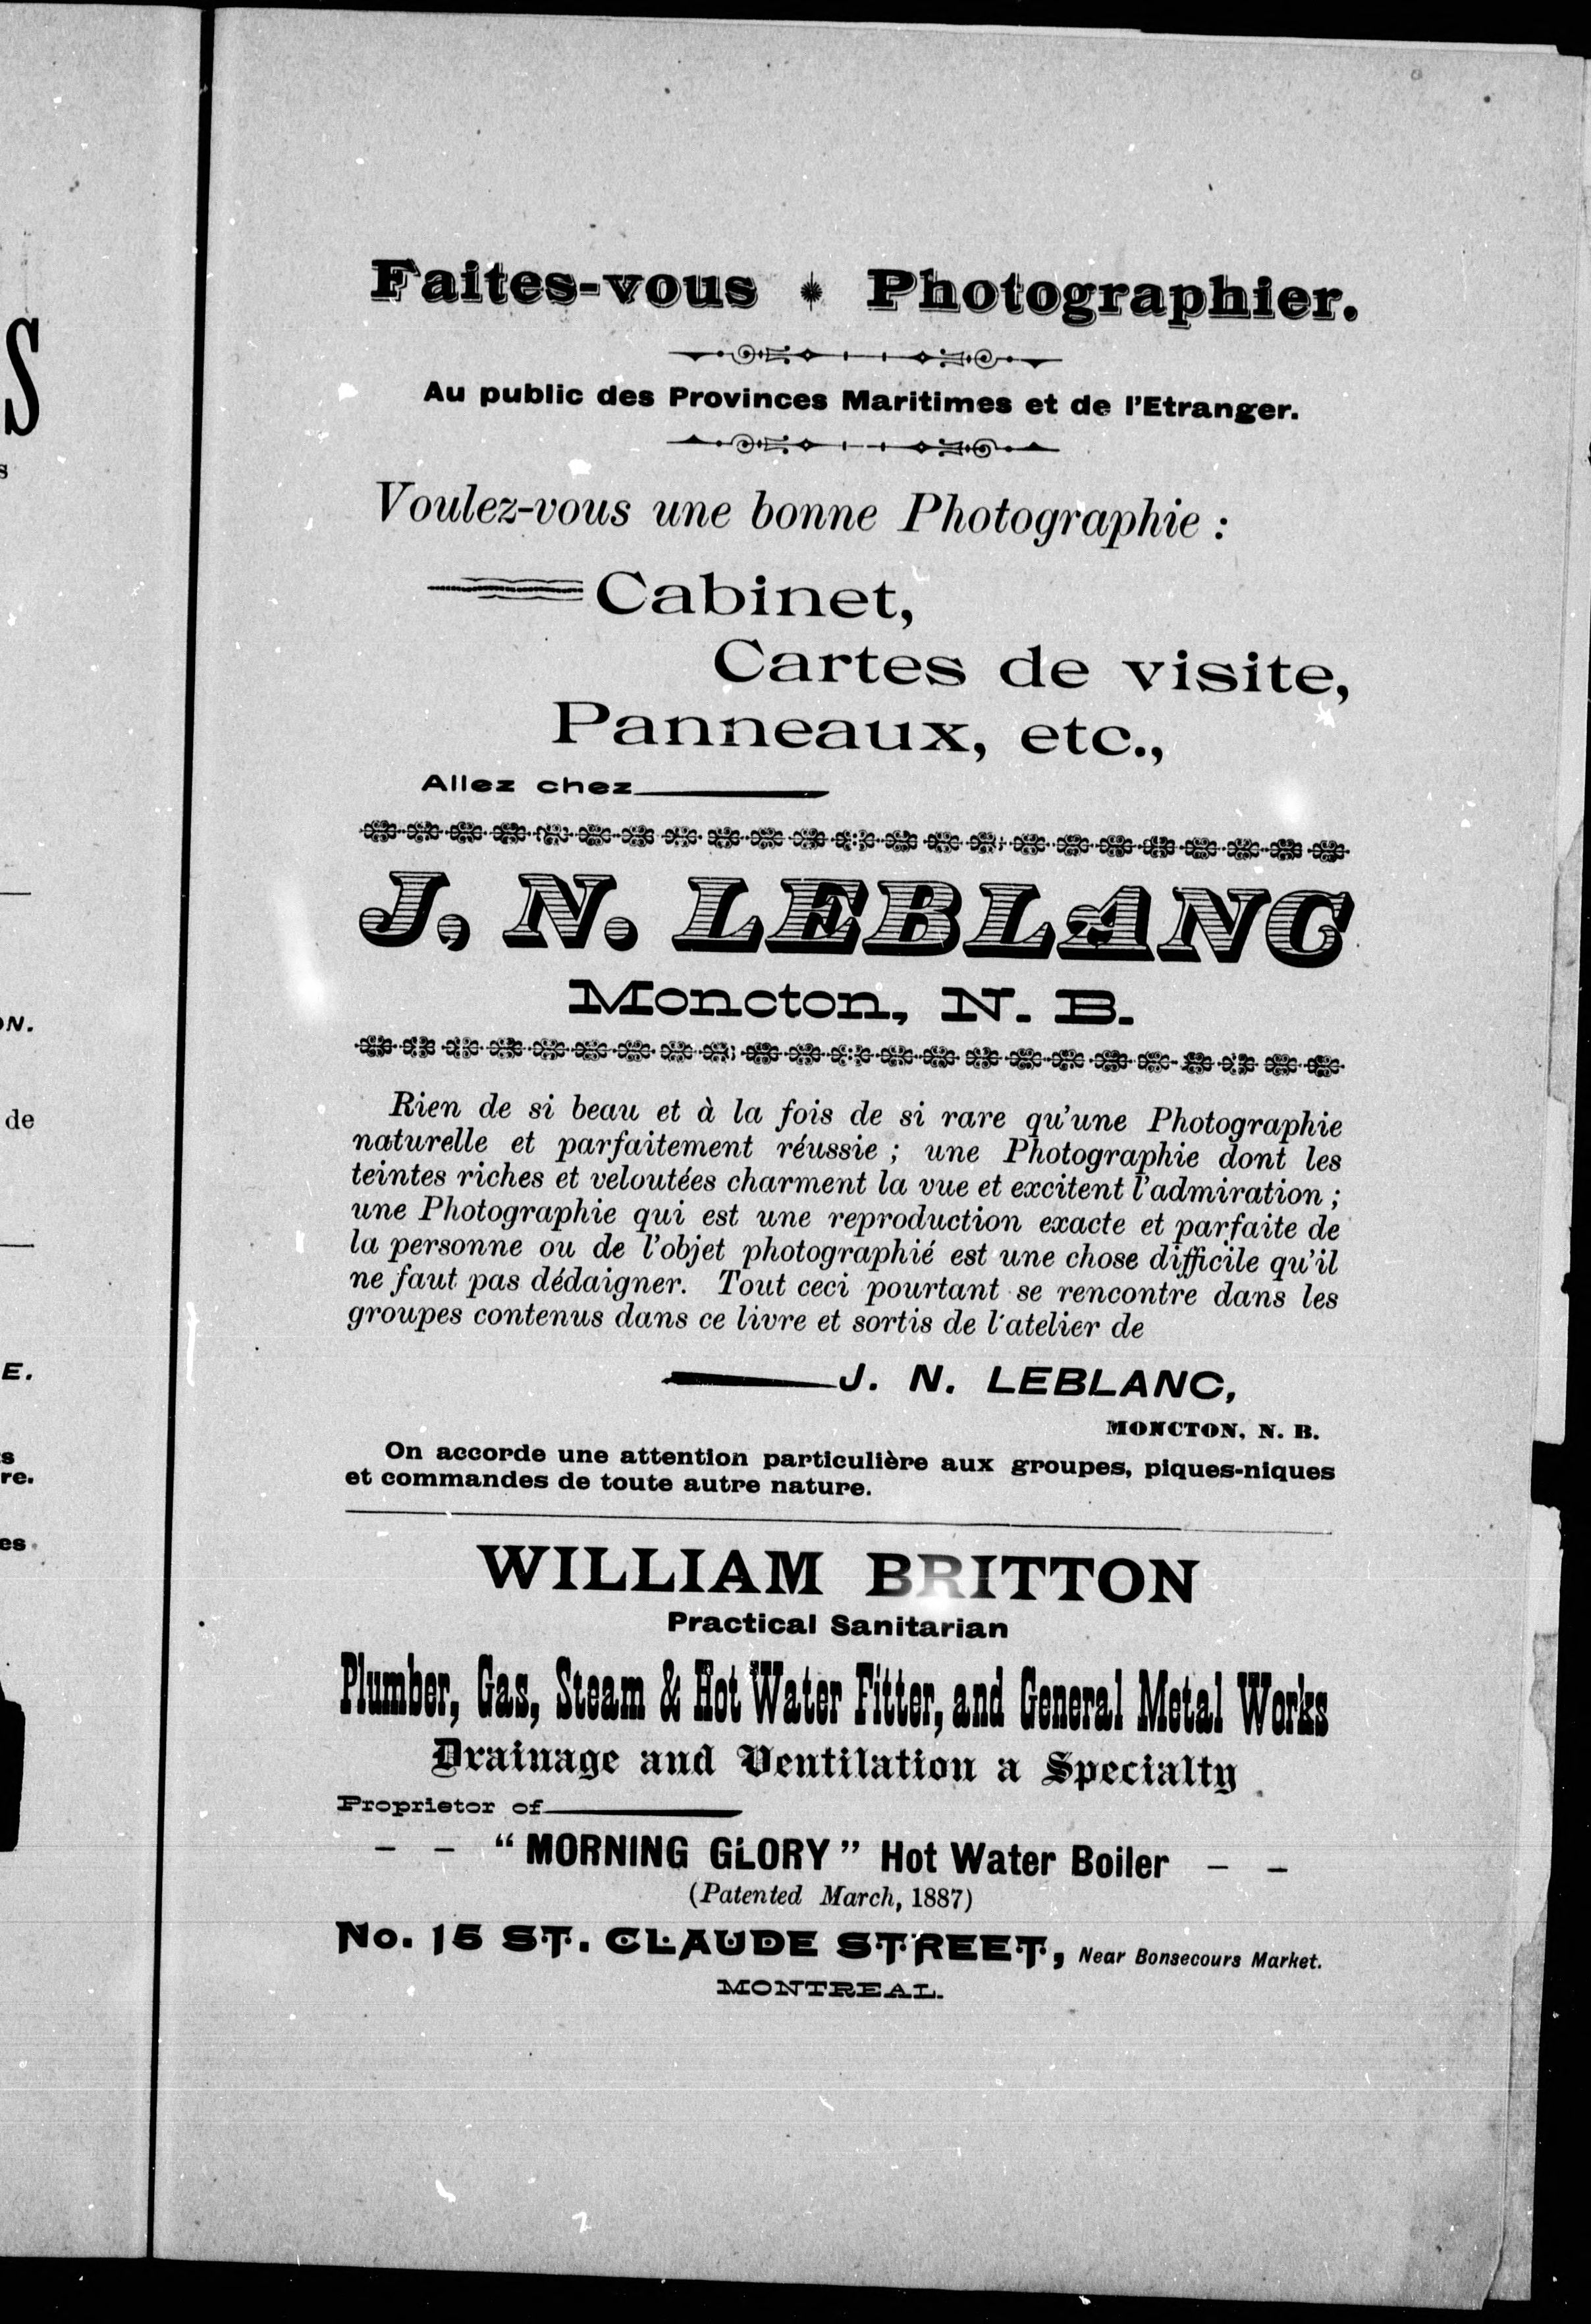 S
s
ON.
de
E.
s
re.
es
Faites-vous Photographier.
Au public des Provinces Maritimes et de l'Etranger.
Voulez-vous une bonne Photographie :
Cabinet,
Cartes de visite,
Panneaux, etc.,
Allez chez
J. N. LEBLANC
Moncton, N. B.
Rien de si beau et à la fois de si rare qu'une Photographie
naturelle et parfaitement réussie ; une Photographie dont les
teintes riches et veloutées charment la vue et excitent l'admiration ;
une Photographie qui est une reproduction exacte et parfaite de
la personne ou de l'objet photographié est une chose difficile qu'il
ne faut pas dédaigner. Tout ceci pourtant se rencontre dans les
groupes contenus dans ce livre et sortis de l'atelier de
J. N. LEBLANC,
MONCTON, N. B.
On accorde une attention particulière aux groupes, piques-niques
et commandes de toute autre nature.
WILLIAM BRITTON
Practical Sanitarian
Plumber, Gas, Steam & Hot Water Fitter, and General Metal Works
Drainage and Ventilation a Specialty
Proprietor of
- - "MORNING GLORY" Hot Water Boiler - -
(Patented March, 1887)
No. 15 ST. CLAUDE STREET, Near Bonsecours Market.
MONTREAL.